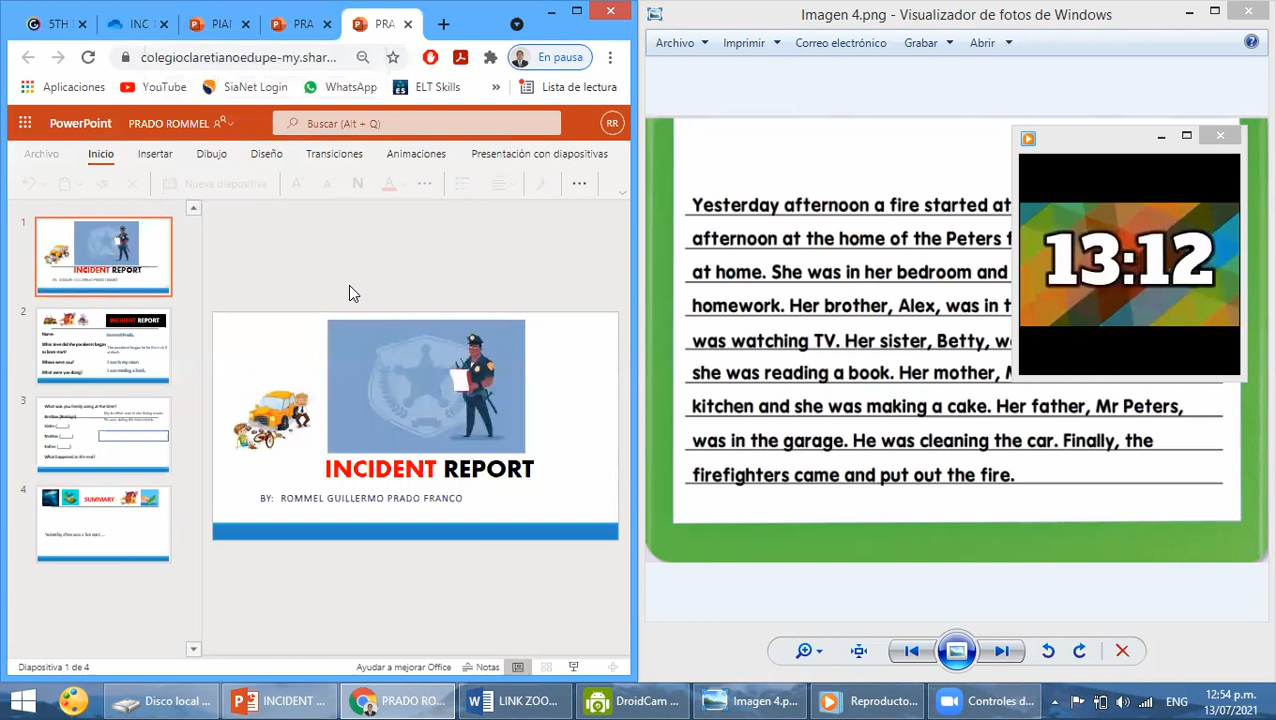 5TH
INC
PIAI
PRA
PRA
Imagen 4.png - Visualizador de fotos de Windows
colegioclaretianoedupe-my.shar...
En pausa
Archivo
Imprimir
Correo electrónico
Grabar
Abrir
Aplicaciones
YouTube
SiaNet Login
WhatsApp
ELT Skills
»
Lista de lectura
PowerPoint
PRADO ROMMEL
Buscar (Alt + Q)
RR
Archivo
Inicio
Insertar
Dibujo
Diseño
Transiciones
Animaciones
Presentación con diapositivas
Nueva diapositiva
1
INCIDENT REPORT
2
INCIDENT REPORT
3
4
SUMMARY
INCIDENT REPORT
BY: ROMMEL GUILLERMO PRADO FRANCO
Yesterday afternoon a fire started at
afternoon at the home of the Peters
at home. She was in her bedroom and
homework. Her brother, Alex, was in
was watching TV. Her sister, Betty,
she was reading a book. Her mother,
kitchen and she was making a cake. Her father, Mr Peters,
was in the garage. He was cleaning the car. Finally, the
firefighters came and put out the fire.
13:12
Diapositiva 1 de 4
Ayudar a mejorar Office
Notas
Disco local ...
INCIDENT ...
PRADO RO...
LINK ZOO...
DroidCam ...
Imagen 4.p...
Reproducto...
Controles d...
ENG
12:54 p.m.
13/07/2021